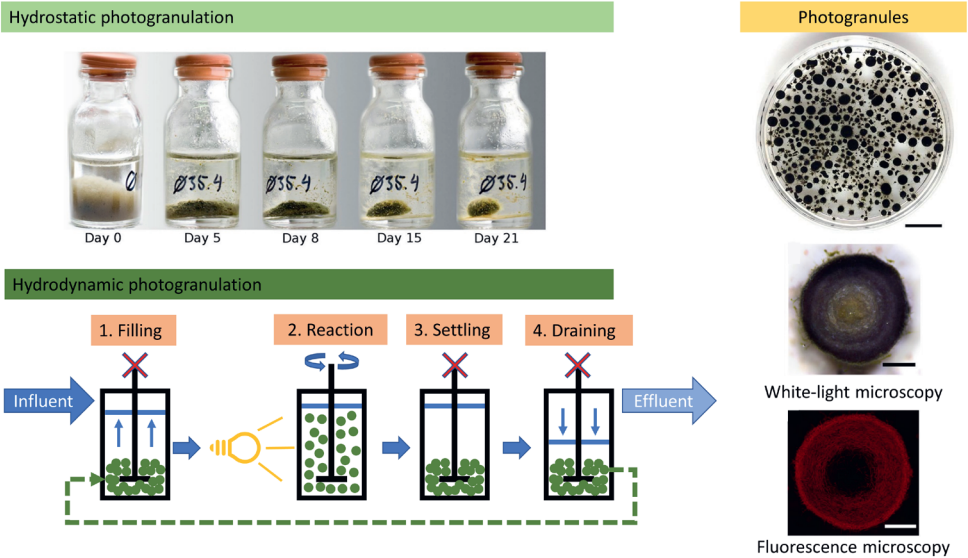 Hydrostatic photogranulation
Photogranules
Ø
Ø35.4
Ø35.4
Ø35.4
Ø35.4
Day 0
Day 5
Day 8
Day 15
Day 21
Hydrodynamic photogranulation
1. Filling
2. Reaction
3. Settling
4. Draining
Influent
Effluent
White-light microscopy
Fluorescence microscopy